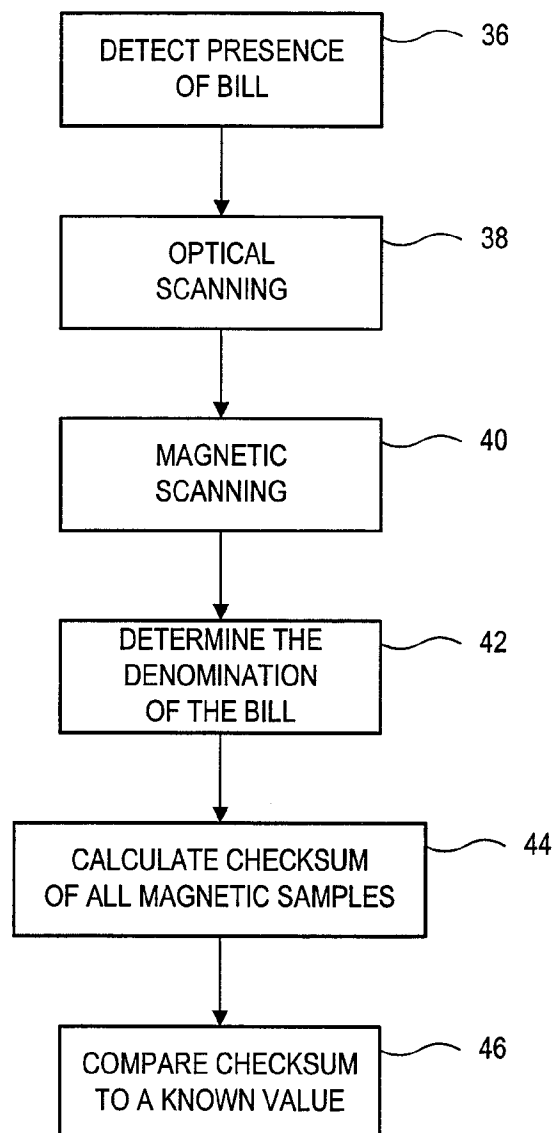 DETECT PRESENCE
OF BILL
36
OPTICAL
SCANNING
38
MAGNETIC
SCANNING
40
DETERMINE THE
DENOMINATION
OF THE BILL
42
CALCULATE CHECKSUM
OF ALL MAGNETIC SAMPLES
44
COMPARE CHECKSUM
TO A KNOWN VALUE
46